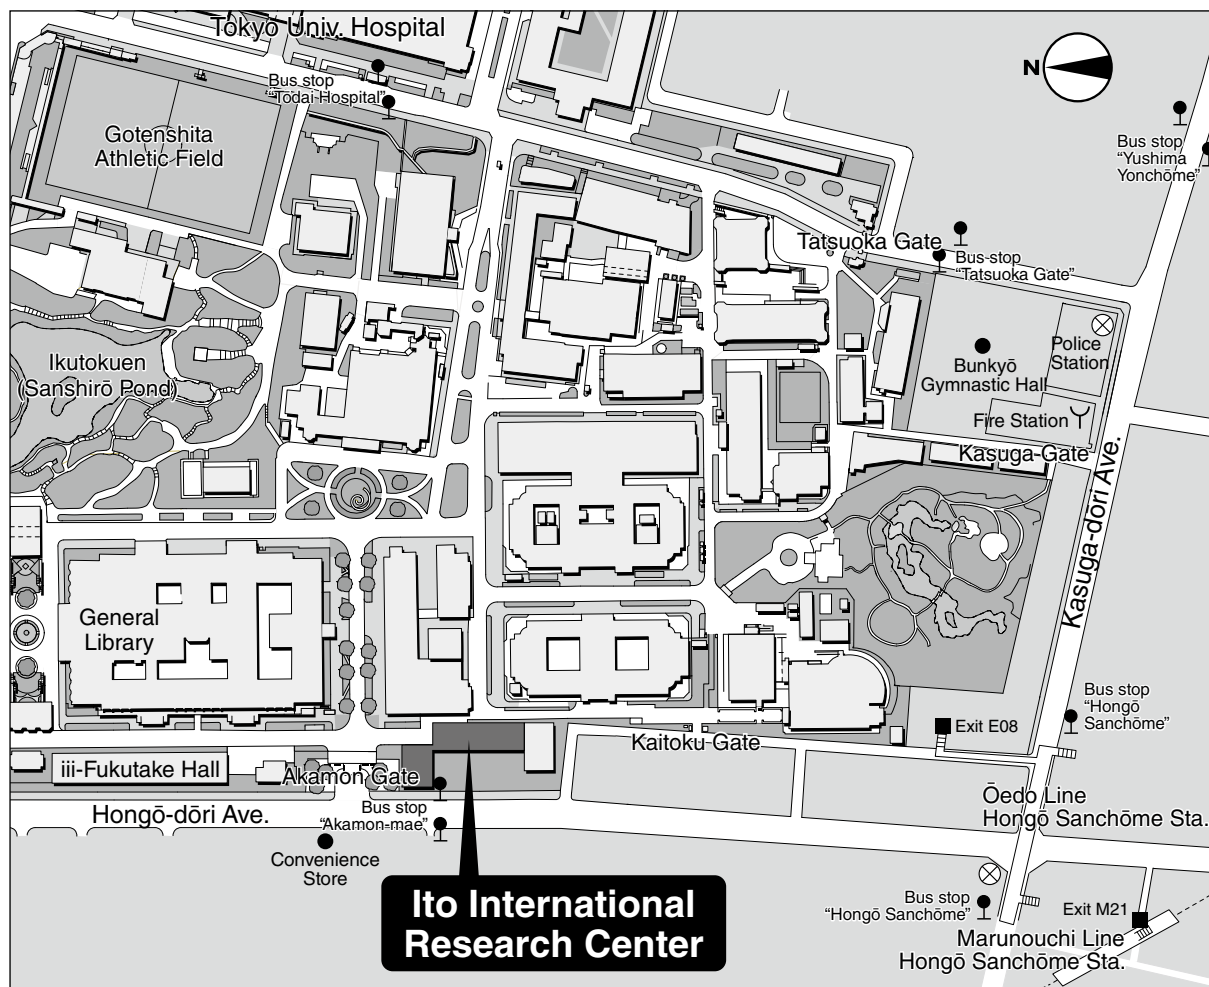 Tōkyō Univ. Hospital
Bus stop
"Todai Hospital"
N
Gotenshita
Athletic Field
Bus stop
"Yushima
Yonchōme"
Tatsuoka Gate
Bus stop
"Tatsuoka Gate"
Ikutokuen
(Sanshirō Pond)
Police
Station
Bunkyō
Gymnastic Hall
Fire Station
Kasuga Gate
Kasuga-dōri Ave.
General
Library
Bus stop
"Hongō
Sanchōme"
Exit E08
Kaitoku Gate
iii-Fukutake Hall
Akamon Gate
Hongō-dōri Ave.
Bus stop
"Akamon-mae"
Ōedo Line
Hongō Sanchōme Sta.
Convenience
Store
Ito International
Research Center
Bus stop
"Hongō Sanchōme"
Exit M21
Marunouchi Line
Hongō Sanchōme Sta.